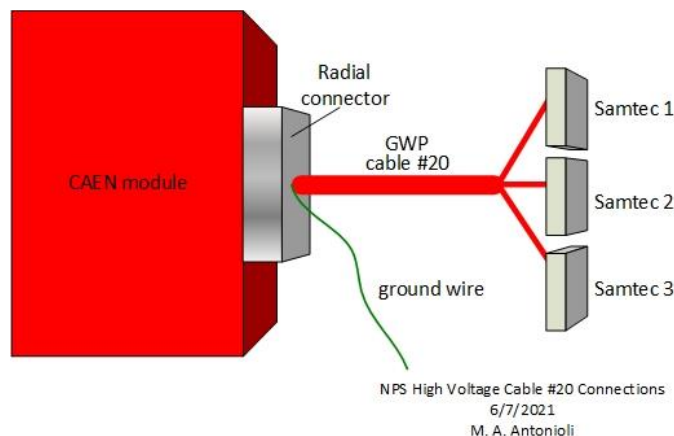 Radial
connector
GWP
cable #20
CAEN module
Samtec 1
Samtec 2
Samtec 3
ground wire
NPS High Voltage Cable #20 Connections
6/7/2021
M. A. Antonioli